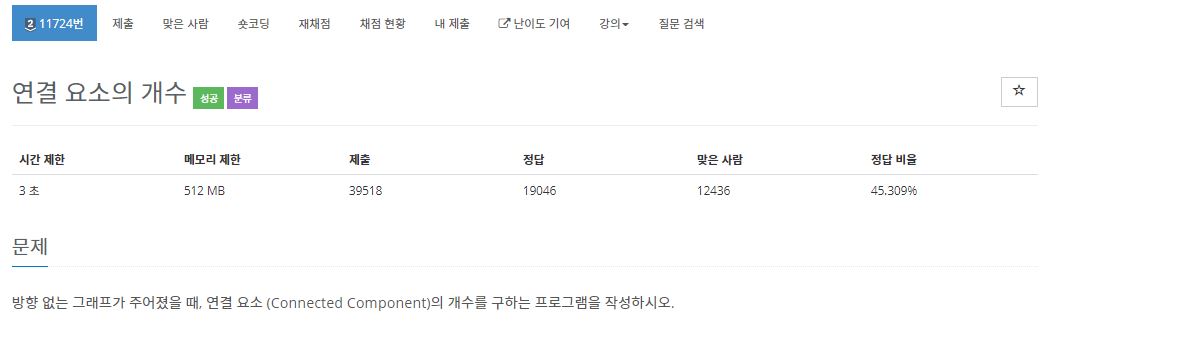 2 11724번 제출 맞은 사람 숏코딩 재채점 채점 현황 내 제출 난이도 기여 강의 질문 검색
연결 요소의 개수 성공 분류
시간 제한 메모리 제한 제출 정답 맞은 사람 정답 비율
3 초 512 MB 39518 19046 12436 45.309%
문제
방향 없는 그래프가 주어졌을 때, 연결 요소 (Connected Component)의 개수를 구하는 프로그램을 작성하시오.